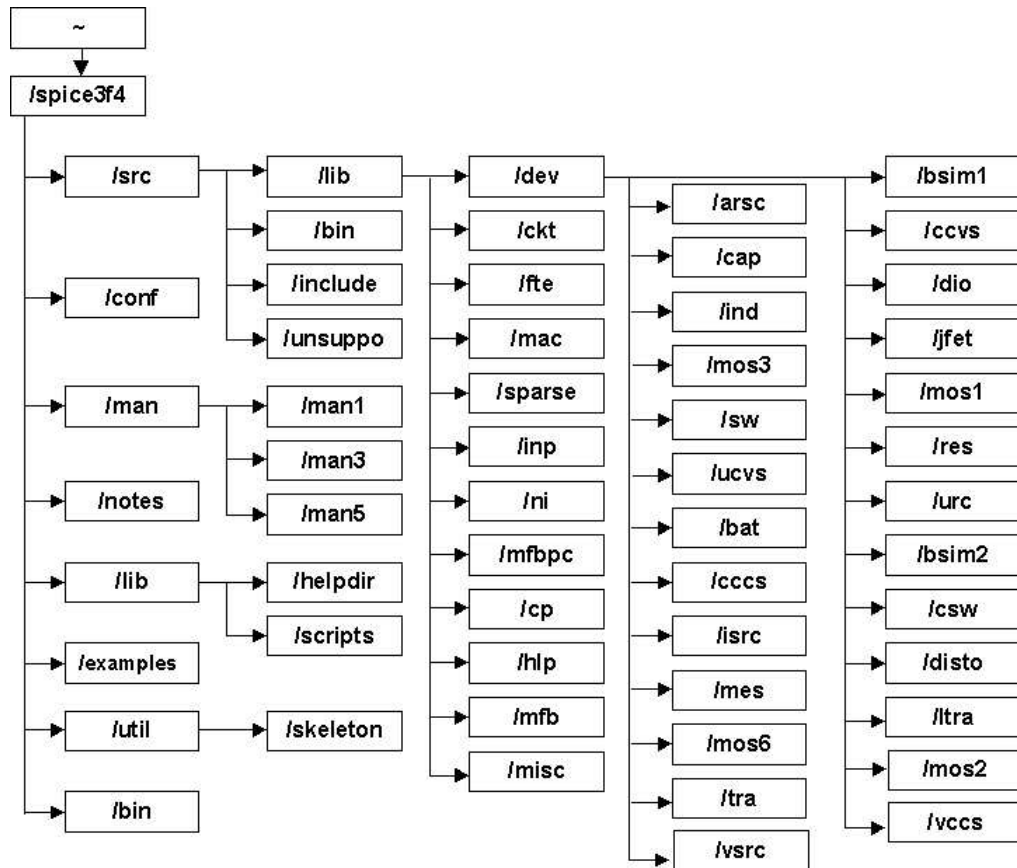 ~
/spice3f4
/src
/conf
/man
/notes
/lib
/examples
/util
/bin
/lib
/bin
/include
/unsuppo
/man1
/man3
/man5
/helpdir
/scripts
/skeleton
/dev
/ckt
/fte
/mac
/sparse
/inp
/ni
/mfbpc
/cp
/hlp
/mfb
/misc
/arsc
/cap
/ind
/mos3
/sw
/ucvs
/bat
/cccs
/isrc
/mes
/mos6
/tra
/vsrc
/bsim1
/ccvs
/dio
/jfet
/mos1
/res
/urc
/bsim2
/csw
/disto
/ltra
/mos2
/vccs